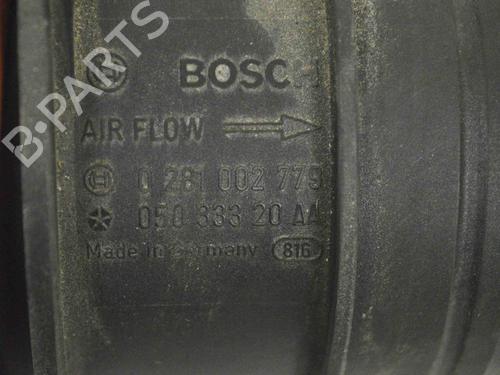 BOSCH
AIR FLOW
0 281 002 779
050 333 20 AA
Made in Germany 816
B-PARTS